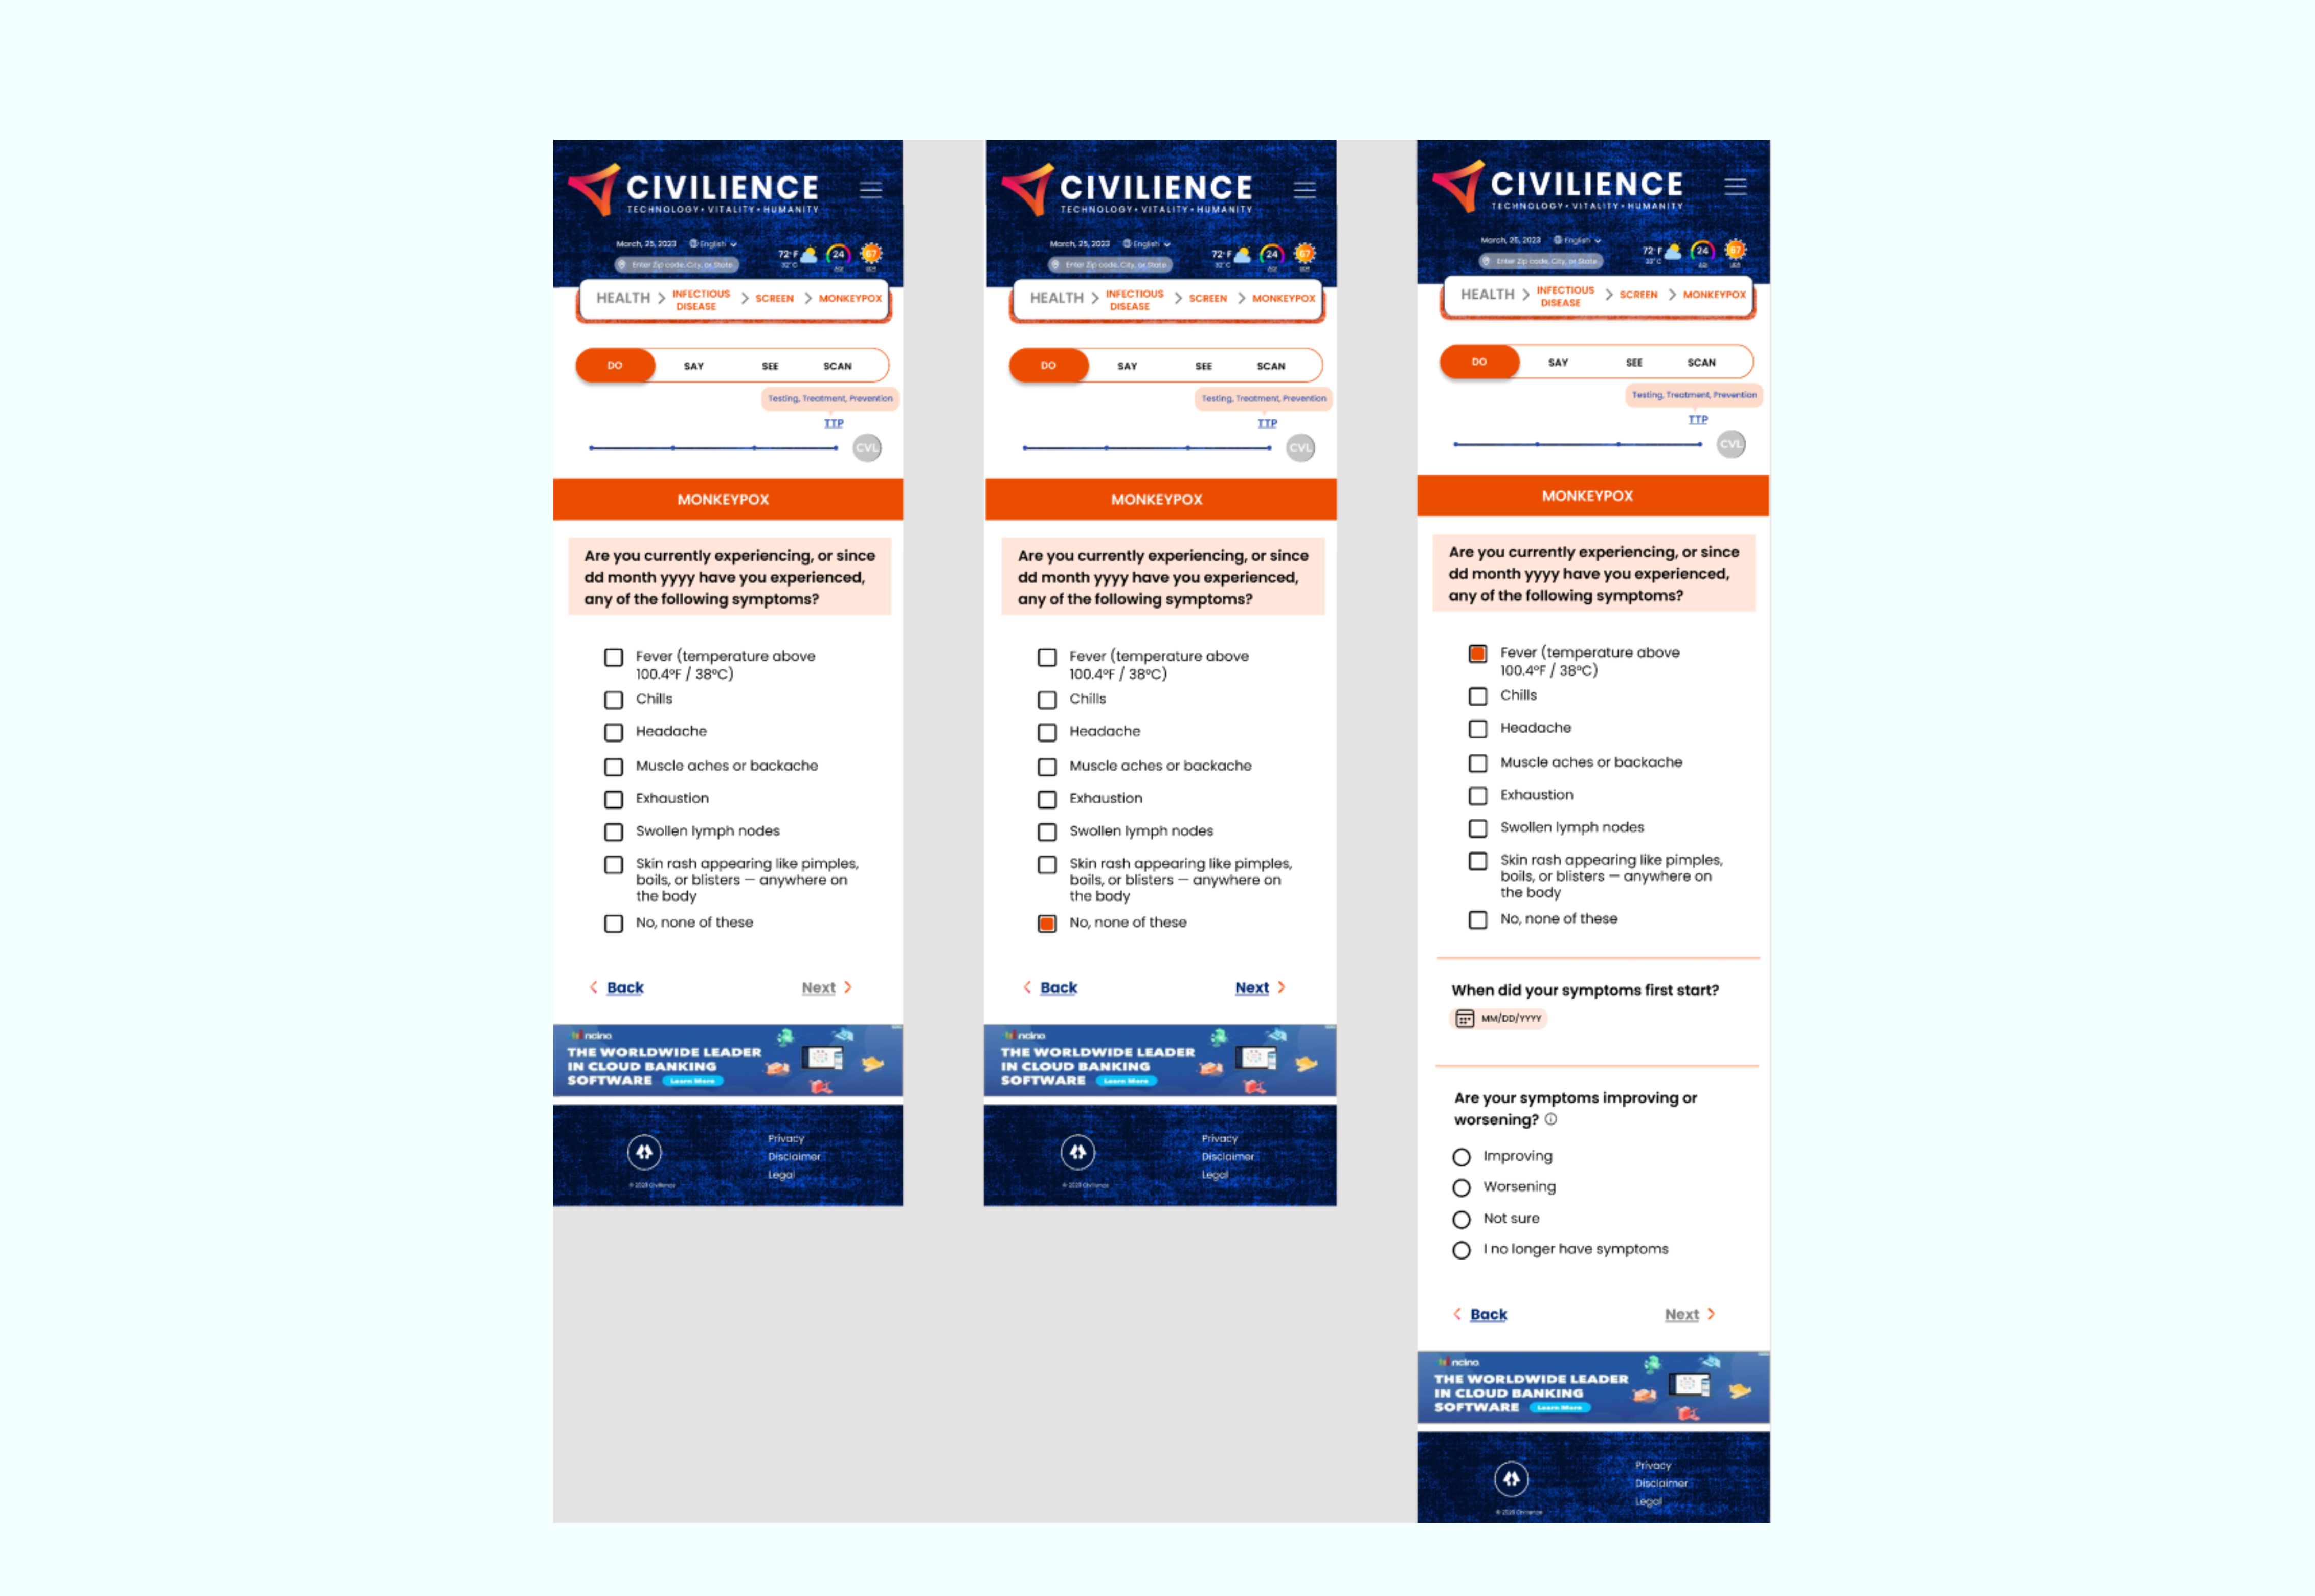 CIVILIENCE
TECHNOLOGY • VITALITY • HUMANITY
March, 25, 2023 English
72°F 24 67
Enter Zip code, City, or State
HEALTH > INFECTIOUS DISEASE > SCREEN > MONKEYPOX
DO SAY SEE SCAN
Testing, Treatment, Prevention
TTP
CVL
MONKEYPOX
Are you currently experiencing, or since
dd month yyyy have you experienced,
any of the following symptoms?
Fever (temperature above
100.4ºF / 38ºC)
Chills
Headache
Muscle aches or backache
Exhaustion
Swollen lymph nodes
Skin rash appearing like pimples,
boils, or blisters — anywhere on
the body
No, none of these
< Back Next >
ncino
THE WORLDWIDE LEADER
IN CLOUD BANKING
SOFTWARE Learn More
Privacy
Disclaimer
Legal
© 2023 Civilience
CIVILIENCE
TECHNOLOGY • VITALITY • HUMANITY
March, 25, 2023 English
72°F 24 67
Enter Zip code, City, or State
HEALTH > INFECTIOUS DISEASE > SCREEN > MONKEYPOX
DO SAY SEE SCAN
Testing, Treatment, Prevention
TTP
CVL
MONKEYPOX
Are you currently experiencing, or since
dd month yyyy have you experienced,
any of the following symptoms?
Fever (temperature above
100.4ºF / 38ºC)
Chills
Headache
Muscle aches or backache
Exhaustion
Swollen lymph nodes
Skin rash appearing like pimples,
boils, or blisters — anywhere on
the body
No, none of these
< Back Next >
ncino
THE WORLDWIDE LEADER
IN CLOUD BANKING
SOFTWARE Learn More
Privacy
Disclaimer
Legal
© 2023 Civilience
CIVILIENCE
TECHNOLOGY • VITALITY • HUMANITY
March, 25, 2023 English
72°F 24 67
Enter Zip code, City, or State
HEALTH > INFECTIOUS DISEASE > SCREEN > MONKEYPOX
DO SAY SEE SCAN
Testing, Treatment, Prevention
TTP
CVL
MONKEYPOX
Are you currently experiencing, or since
dd month yyyy have you experienced,
any of the following symptoms?
Fever (temperature above
100.4ºF / 38ºC)
Chills
Headache
Muscle aches or backache
Exhaustion
Swollen lymph nodes
Skin rash appearing like pimples,
boils, or blisters — anywhere on
the body
No, none of these
When did your symptoms first start?
MM/DD/YYYY
Are your symptoms improving or
worsening?
Improving
Worsening
Not sure
I no longer have symptoms
< Back Next >
ncino
THE WORLDWIDE LEADER
IN CLOUD BANKING
SOFTWARE Learn More
Privacy
Disclaimer
Legal
© 2023 Civilience